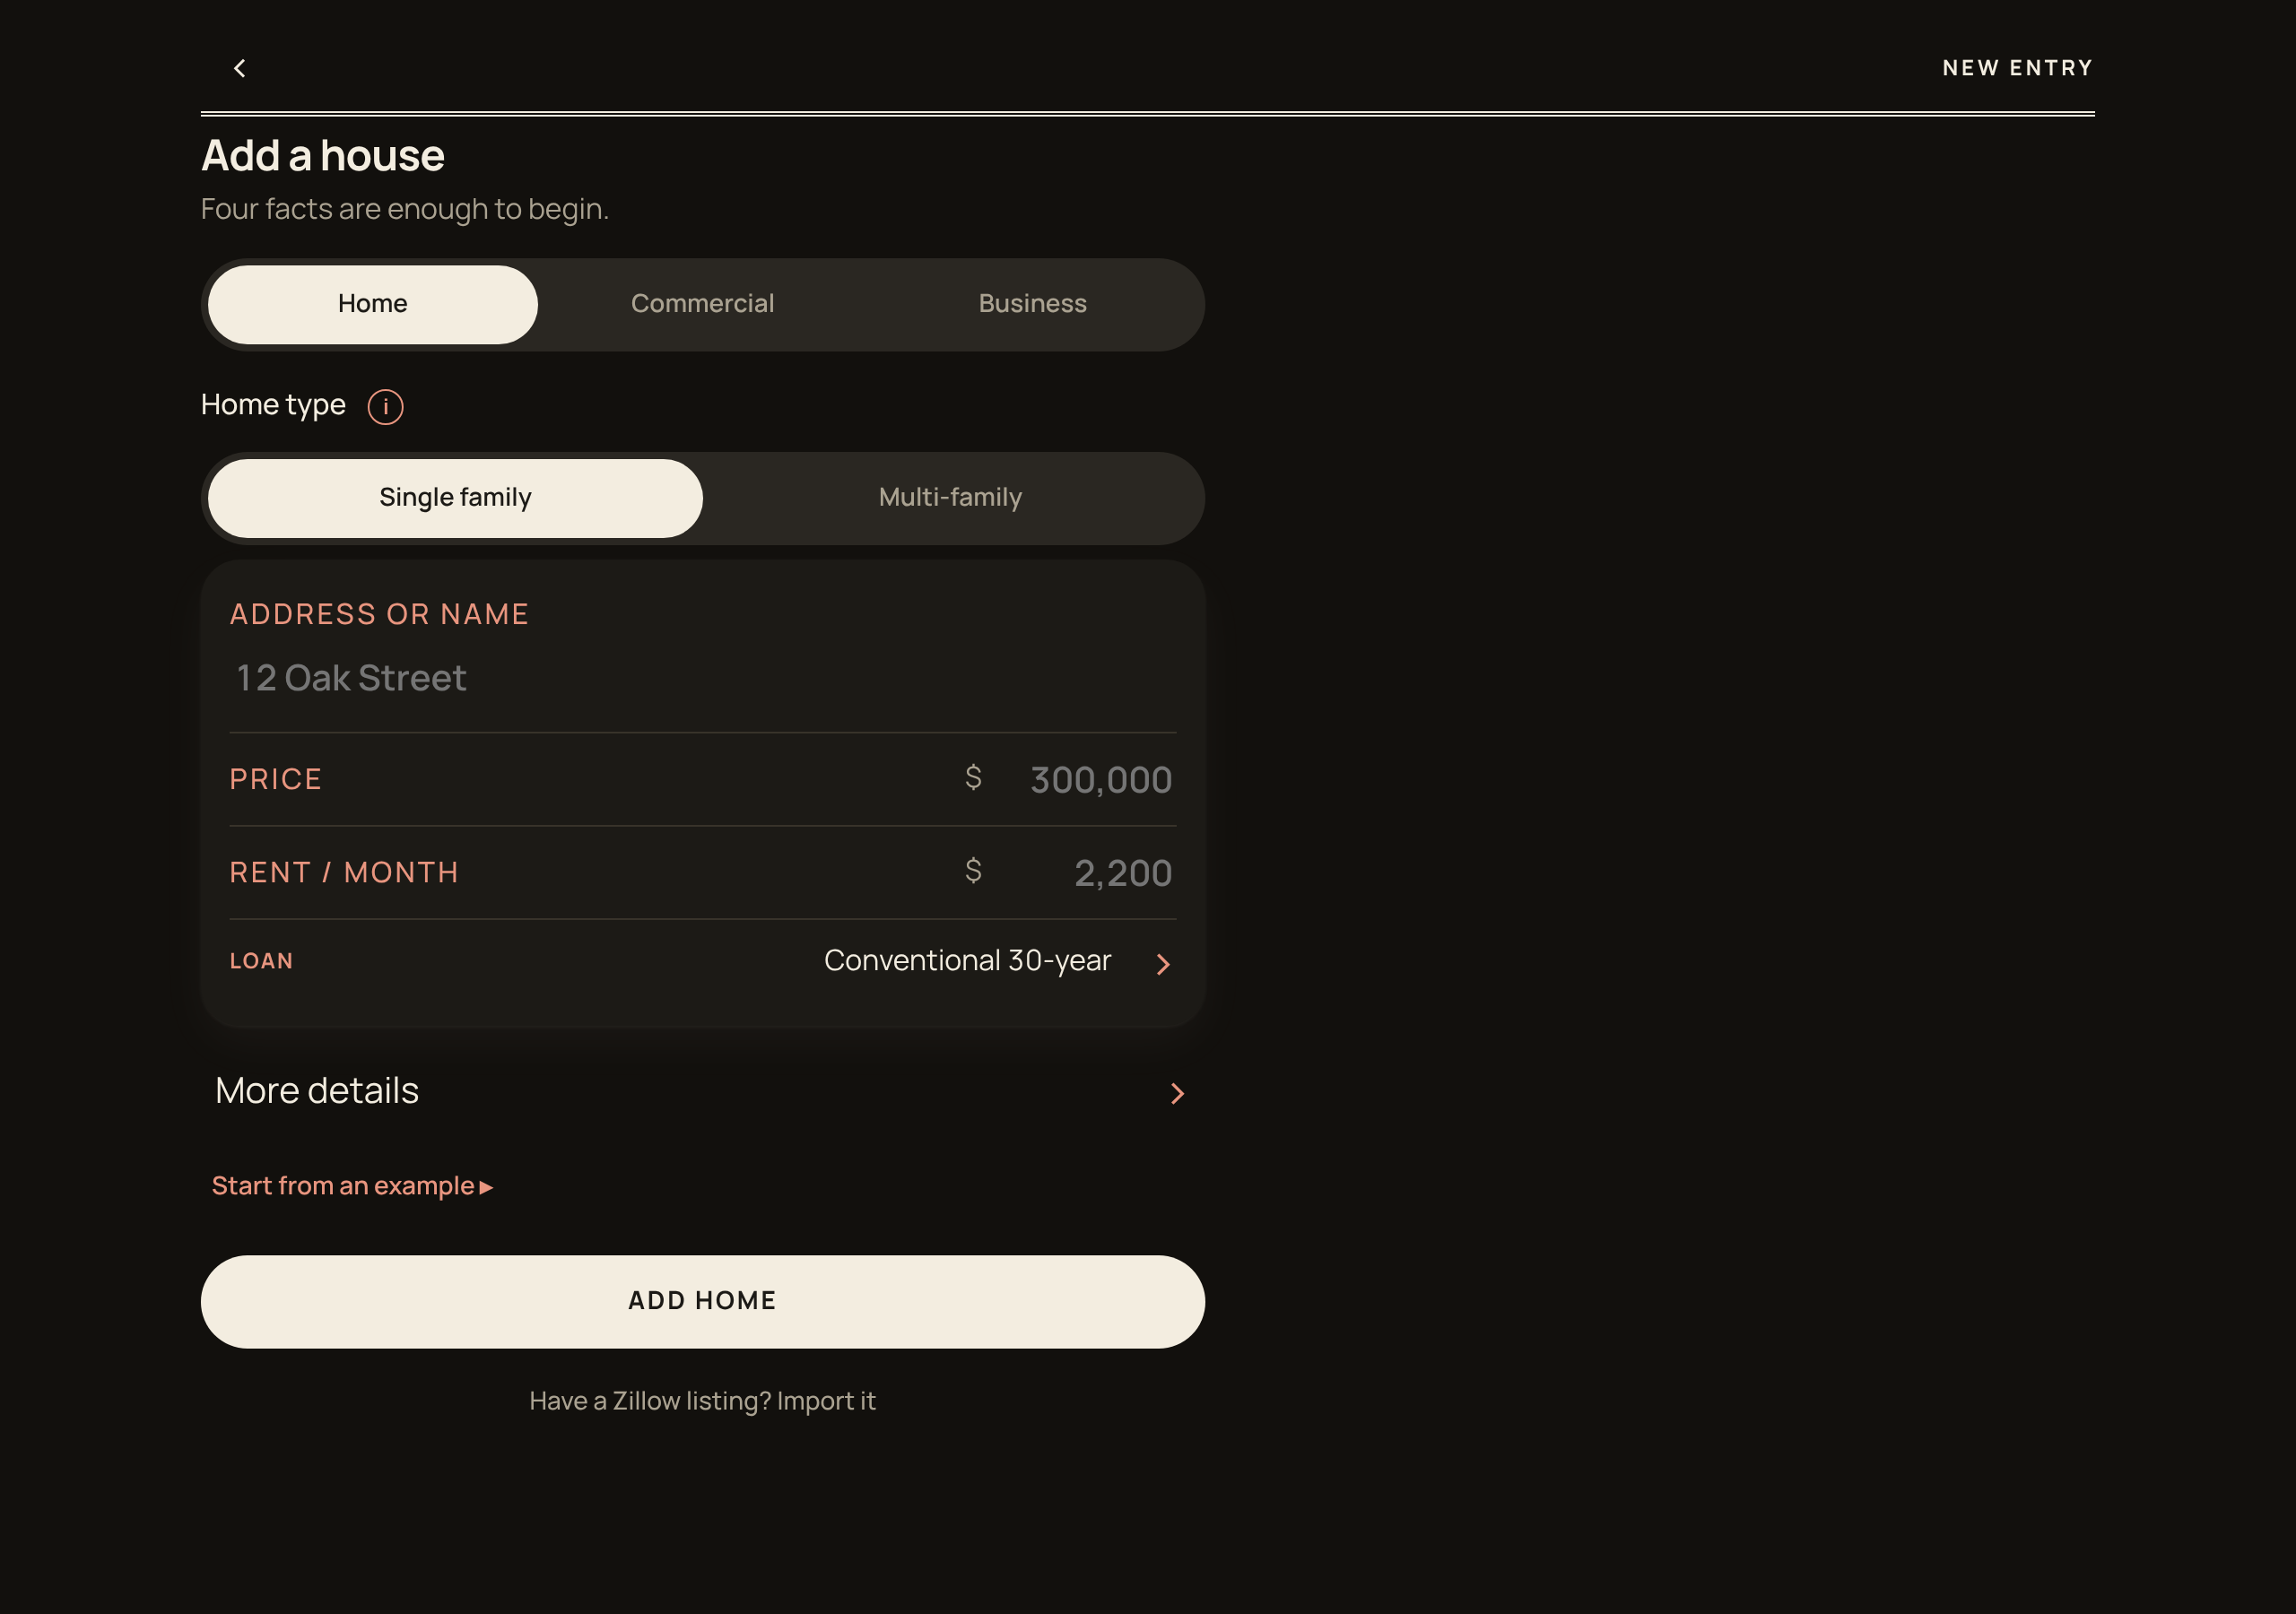 NEW ENTRY
Add a house
Four facts are enough to begin.
Home Commercial Business
Home type i
Single family Multi-family
ADDRESS OR NAME
12 Oak Street
PRICE $ 300,000
RENT / MONTH $ 2,200
LOAN Conventional 30-year
More details
Start from an example ▸
ADD HOME
Have a Zillow listing? Import it